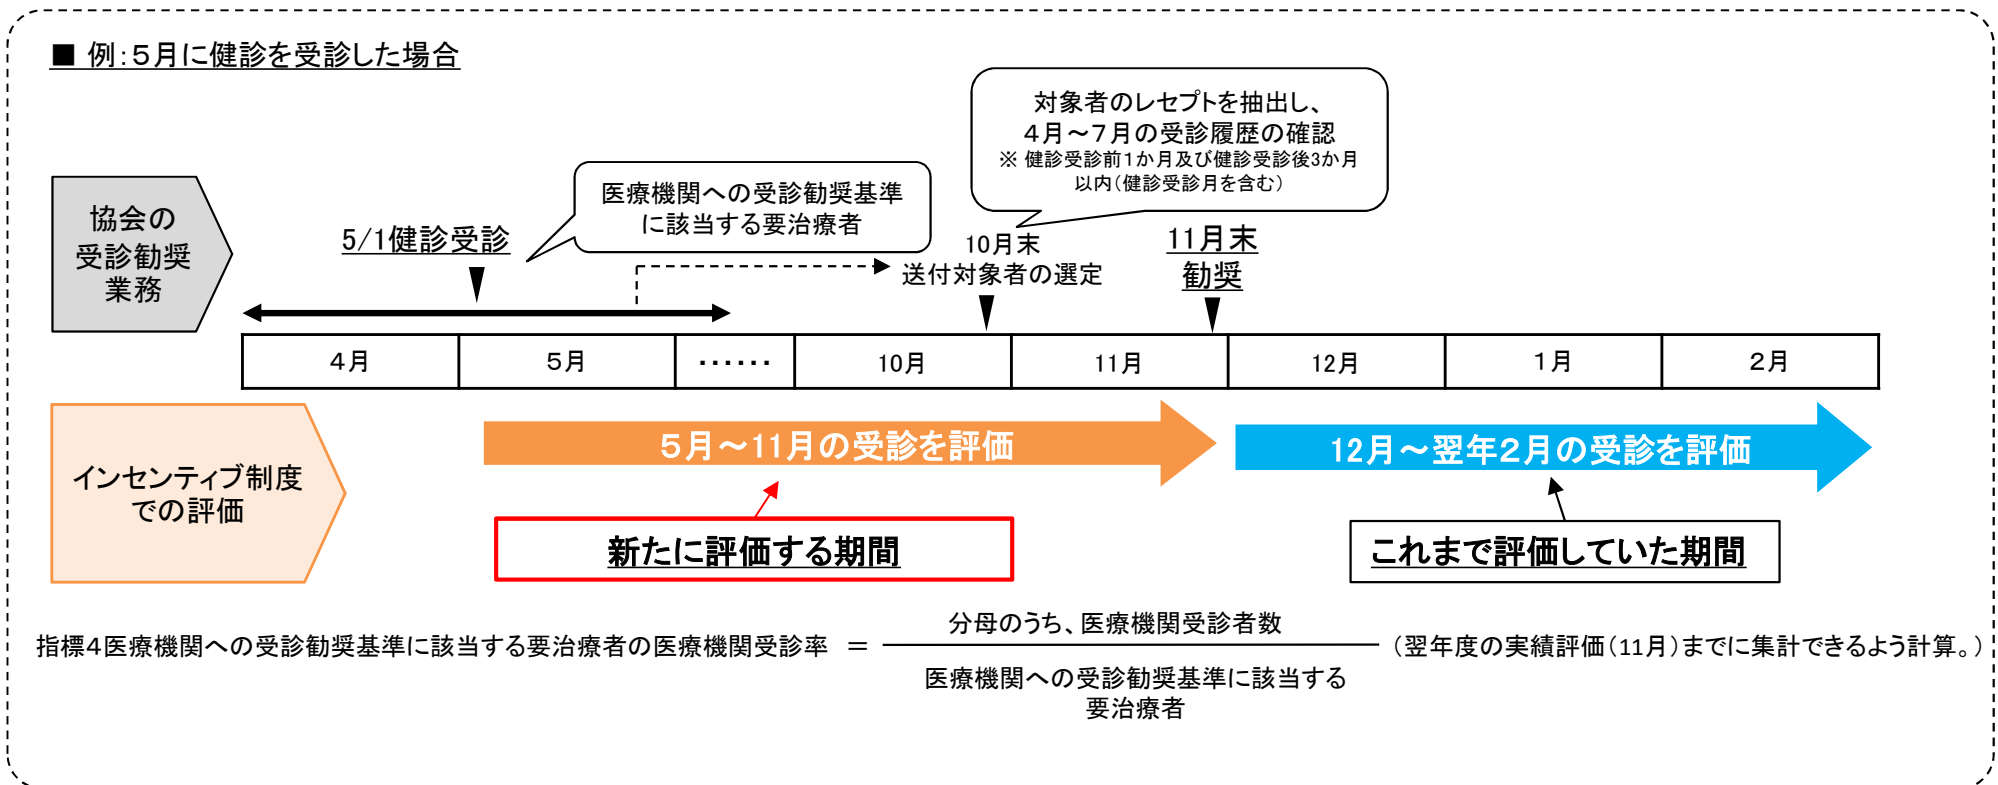 ■ 例：５月に健診を受診した場合
対象者のレセプトを抽出し、
４月～７月の受診履歴の確認
※ 健診受診前1か月及び健診受診後3か月
以内（健診受診月を含む）
医療機関への受診勧奨基準
に該当する要治療者
協会の
受診勧奨
業務
5/1健診受診
10月末
送付対象者の選定
11月末
勧奨
４月
５月
……
10月
11月
12月
１月
２月
インセンティブ制度
での評価
５月～11月の受診を評価
12月～翌年２月の受診を評価
新たに評価する期間
これまで評価していた期間
指標４医療機関への受診勧奨基準に該当する要治療者の医療機関受診率 ＝
分母のうち、医療機関受診者数
医療機関への受診勧奨基準に該当する
要治療者
（翌年度の実績評価（11月）までに集計できるよう計算。）